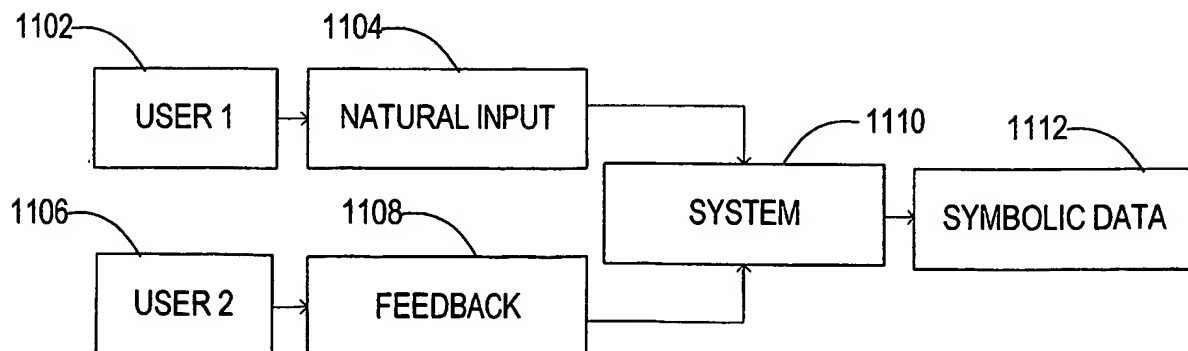 1102
1104
USER 1
NATURAL INPUT
1110
1112
SYSTEM
SYMBOLIC DATA
1106
1108
USER 2
FEEDBACK